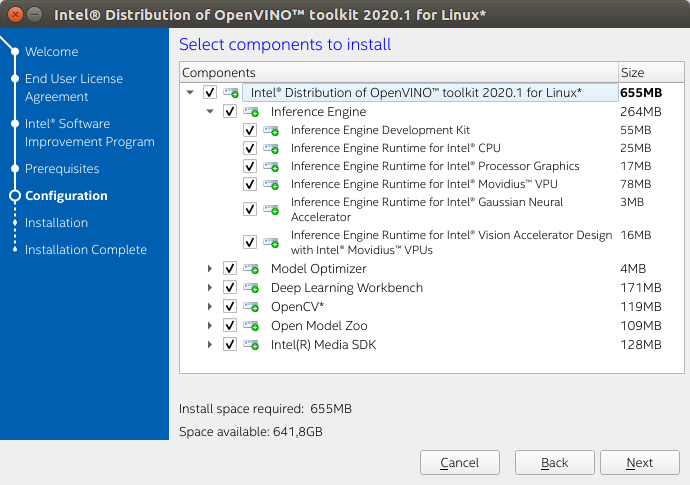 Intel® Distribution of OpenVINO™ toolkit 2020.1 for Linux*
Welcome
End User License
Agreement
Intel® Software
Improvement Program
Prerequisites
Configuration
Installation
Installation Complete
Select components to install
Components Size
Intel® Distribution of OpenVINO™ toolkit 2020.1 for Linux* 655MB
Inference Engine 264MB
Inference Engine Development Kit 55MB
Inference Engine Runtime for Intel® CPU 25MB
Inference Engine Runtime for Intel® Processor Graphics 17MB
Inference Engine Runtime for Intel® Movidius™ VPU 78MB
Inference Engine Runtime for Intel® Gaussian Neural 3MB
Accelerator
Inference Engine Runtime for Intel® Vision Accelerator Design 16MB
with Intel® Movidius™ VPUs
Model Optimizer 4MB
Deep Learning Workbench 171MB
OpenCV* 119MB
Open Model Zoo 109MB
Intel(R) Media SDK 128MB
Install space required: 655MB
Space available: 641,8GB
Cancel Back Next